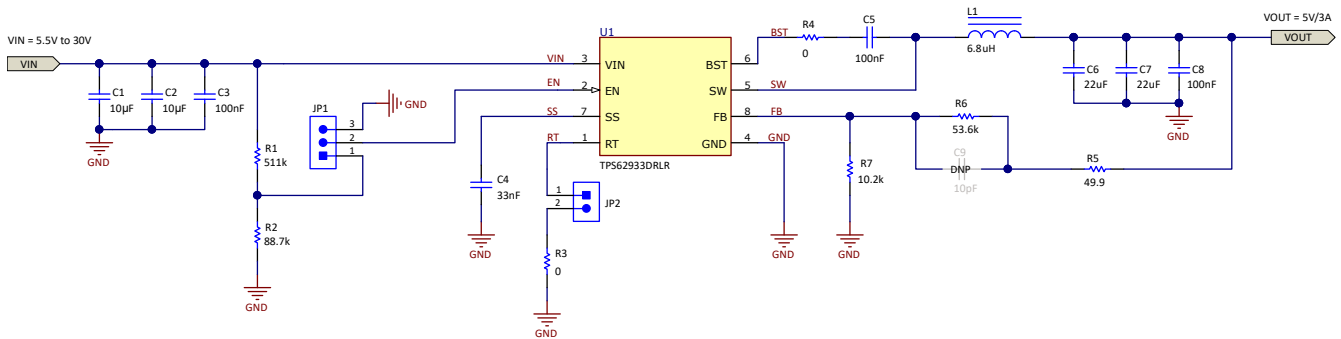 VIN = 5.5V to 30V
VIN
C1
10µF
C2
10µF
C3
100nF
GND
R1
511k
R2
88.7k
GND
JP1
3
2
1
GND
U1
VIN 3 VIN
EN 2 EN
SS 7 SS
RT 1 RT
BST 6 BST
SW 5 SW
FB 8 FB
GND 4 GND
TPS62933DRLR
C4
33nF
GND
1
2
JP2
R3
0
GND
R4
0
C5
100nF
L1
6.8uH
GND
R7
10.2k
GND
R6
53.6k
C9
DNP
10pF
R5
49.9
C6
22uF
C7
22uF
C8
100nF
GND
VOUT = 5V/3A
VOUT